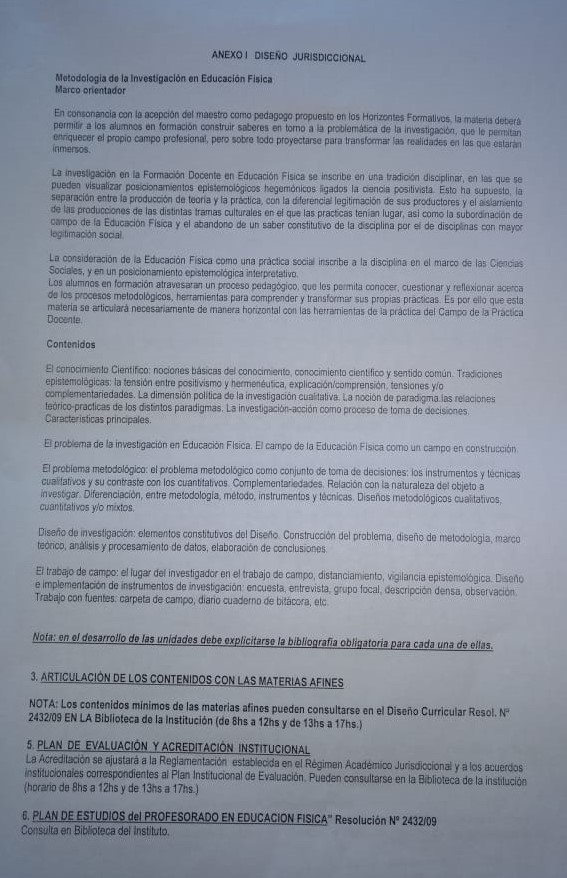 ANEXO I DISEÑO JURISDICCIONAL
Metodología de la Investigación en Educación Física
Marco orientador
En consonancia con la acepción del maestro como pedagogo propuesto en los Horizontes Formativos, la materia deberá
permitir a los alumnos en formación construir saberes en torno a la problemática de la investigación, que le permitan
enriquecer el propio campo profesional, pero sobre todo proyectarse para transformar las realidades en las que estarán
inmersos.
La investigación en la Formación Docente en Educación Física se inscribe en una tradición disciplinar, en las que se
pueden visualizar posicionamientos epistemológicos hegemónicos ligados la ciencia positivista. Esto ha supuesto, la
separación entre la producción de teoría y la práctica, con la diferencial legitimación de sus productores y el aislamiento
de las producciones de las distintas tramas culturales en el que las practicas tenían lugar, así como la subordinación de
campo de la Educación Física y el abandono de un saber constitutivo de la disciplina por el de disciplinas con mayor
legitimación social.
La consideración de la Educación Física como una práctica social inscribe a la disciplina en el marco de las Ciencias
Sociales, y en un posicionamiento epistemológica interpretativo.
Los alumnos en formación atravesaran un proceso pedagógico, que les permita conocer, cuestionar y reflexionar acerca
de los procesos metodológicos, herramientas para comprender y transformar sus propias prácticas. Es por ello que esta
materia se articulará necesariamente de manera horizontal con las herramientas de la práctica del Campo de la Práctica
Docente.
Contenidos
El conocimiento Científico: nociones básicas del conocimiento, conocimiento científico y sentido común. Tradiciones
epistemológicas: la tensión entre positivismo y hermenéutica, explicación/comprensión, tensiones y/o
complementariedades. La dimensión política de la investigación cualitativa. La noción de paradigma.las relaciones
teórico-practicas de los distintos paradigmas. La investigación-acción como proceso de toma de decisiones.
Características principales.
El problema de la investigación en Educación Física. El campo de la Educación Física como un campo en construcción.
El problema metodológico: el problema metodológico como conjunto de toma de decisiones: los instrumentos y técnicas
cualitativos y su contraste con los cuantitativos. Complementariedades. Relación con la naturaleza del objeto a
investigar. Diferenciación, entre metodología, método, instrumentos y técnicas. Diseños metodológicos cualitativos,
cuantitativos y/o mixtos.
Diseño de investigación: elementos constitutivos del Diseño. Construcción del problema, diseño de metodología, marco
teórico, análisis y procesamiento de datos, elaboración de conclusiones
El trabajo de campo: el lugar del investigador en el trabajo de campo, distanciamiento, vigilancia epistemológica. Diseño
e implementación de instrumentos de investigación: encuesta, entrevista, grupo focal, descripción densa, observación.
Trabajo con fuentes: carpeta de campo, diario cuaderno de bitácora, etc.
Nota: en el desarrollo de las unidades debe explicitarse la bibliografía obligatoria para cada una de ellas.
3. ARTICULACIÓN DE LOS CONTENIDOS CON LAS MATERIAS AFINES
NOTA: Los contenidos mínimos de las materias afines pueden consultarse en el Diseño Curricular Resol. Nº
2432/09 EN LA Biblioteca de la Institución (de 8hs a 12hs y de 13hs a 17hs.)
5. PLAN DE EVALUACIÓN Y ACREDITACIÓN INSTITUCIONAL
La Acreditación se ajustará a la Reglamentación establecida en el Régimen Académico Jurisdiccional y a los acuerdos
institucionales correspondientes al Plan Institucional de Evaluación. Pueden consultarse en la Biblioteca de la institución
(horario de 8hs a 12hs y de 13hs a 17hs.)
6. PLAN DE ESTUDIOS del PROFESORADO EN EDUCACION FISICA" Resolución Nº 2432/09
Consulta en Biblioteca del Instituto.